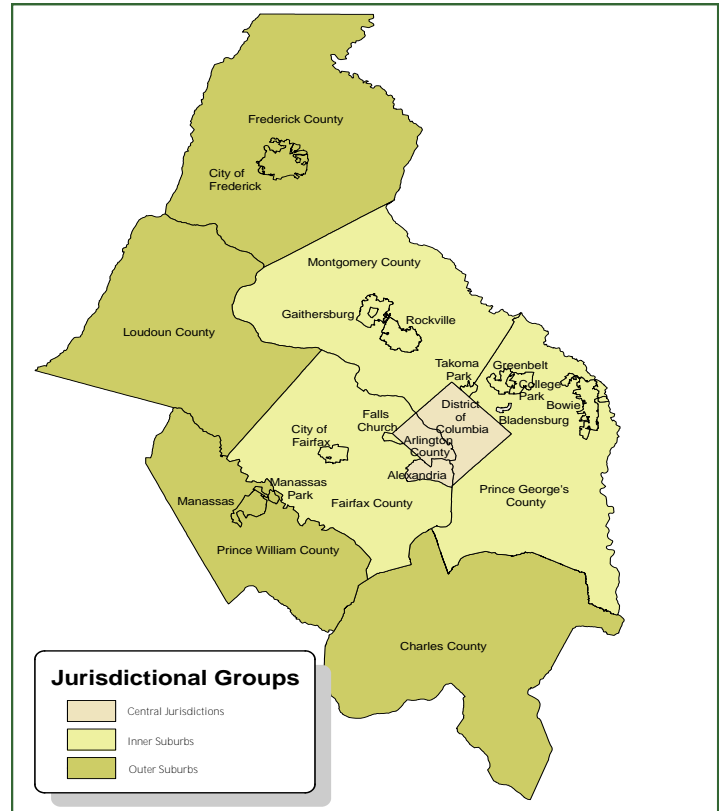 Frederick County
City of
Frederick
Montgomery County
Gaithersburg
Rockville
Loudoun County
Takoma
Park
Greenbelt
College
Park
Bowie
Bladensburg
District
of
Columbia
Falls
Church
City of
Fairfax
Arlington
County
Alexandria
Manassas
Park
Manassas
Fairfax County
Prince George's
County
Prince William County
Charles County
Jurisdictional Groups
Central Jurisdictions
Inner Suburbs
Outer Suburbs